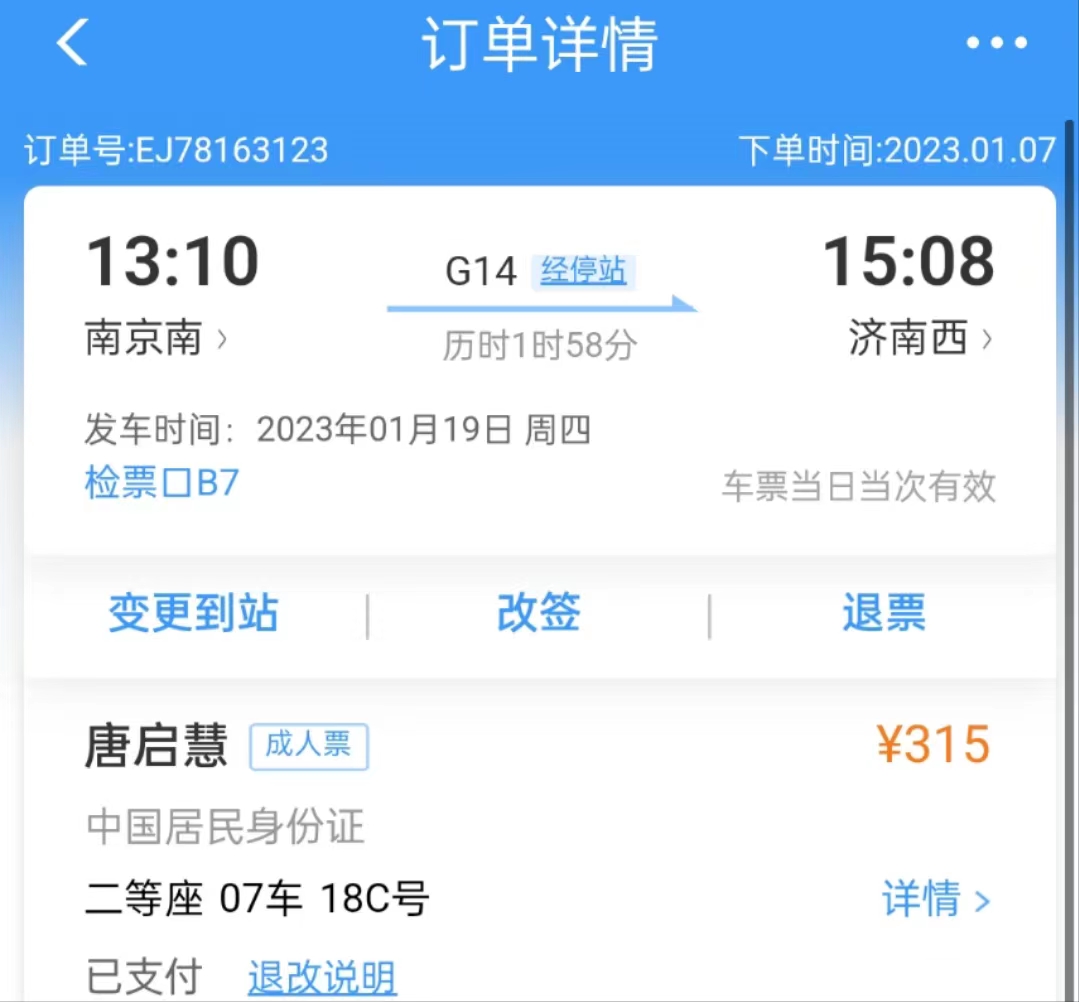 订单详情
订单号:EJ78163123 下单时间:2023.01.07
13:10 G14 经停站 15:08
南京南 历时1时58分 济南西
发车时间：2023年01月19日 周四
检票口B7 车票当日当次有效
变更到站 改签 退票
唐启慧 成人票 ¥315
中国居民身份证
二等座 07车 18C号 详情
已支付 退改说明